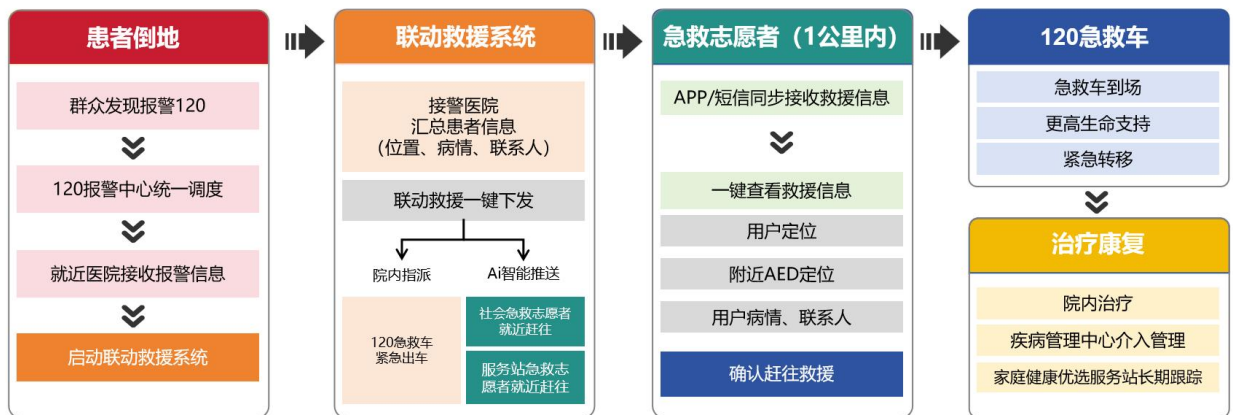 患者倒地
群众发现报警120
120报警中心统一调度
就近医院接收报警信息
启动联动救援系统
联动救援系统
接警医院
汇总患者信息
(位置、病情、联系人)
联动救援一键下发
院内指派
Ai智能推送
120急救车
紧急出车
社会急救志愿者
就近赶往
服务站急救志
愿者就近赶往
急救志愿者（1公里内）
APP/短信同步接收救援信息
一键查看救援信息
用户定位
附近AED定位
用户病情、联系人
确认赶往救援
120急救车
急救车到场
更高生命支持
紧急转移
治疗康复
院内治疗
疾病管理中心介入管理
家庭健康优选服务站长期跟踪